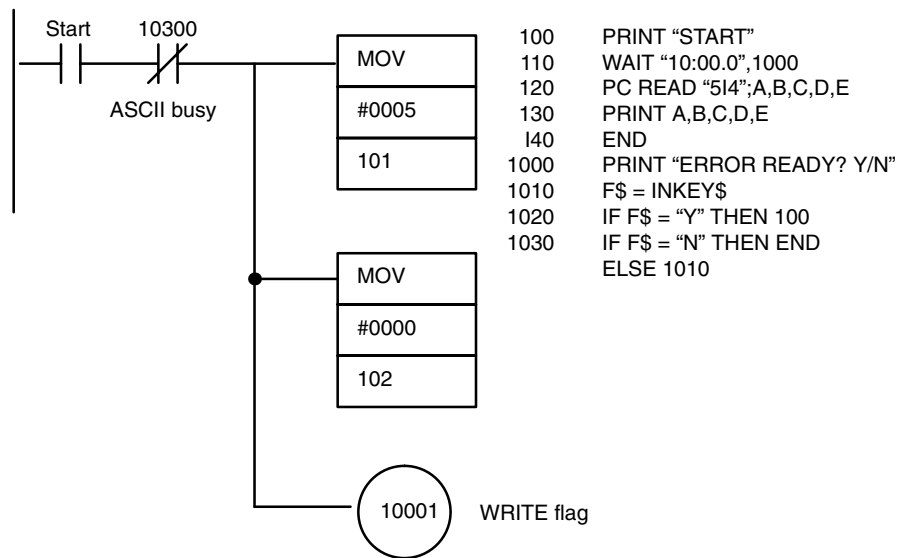 Start
10300
ASCII busy
MOV
#0005
101
MOV
#0000
102
10001
WRITE flag
100 PRINT “START”
110 WAIT “10:00.0”,1000
120 PC READ “5I4”;A,B,C,D,E
130 PRINT A,B,C,D,E
I40 END
1000 PRINT “ERROR READY? Y/N”
1010 F$ = INKEY$
1020 IF F$ = “Y” THEN 100
1030 IF F$ = “N” THEN END
ELSE 1010